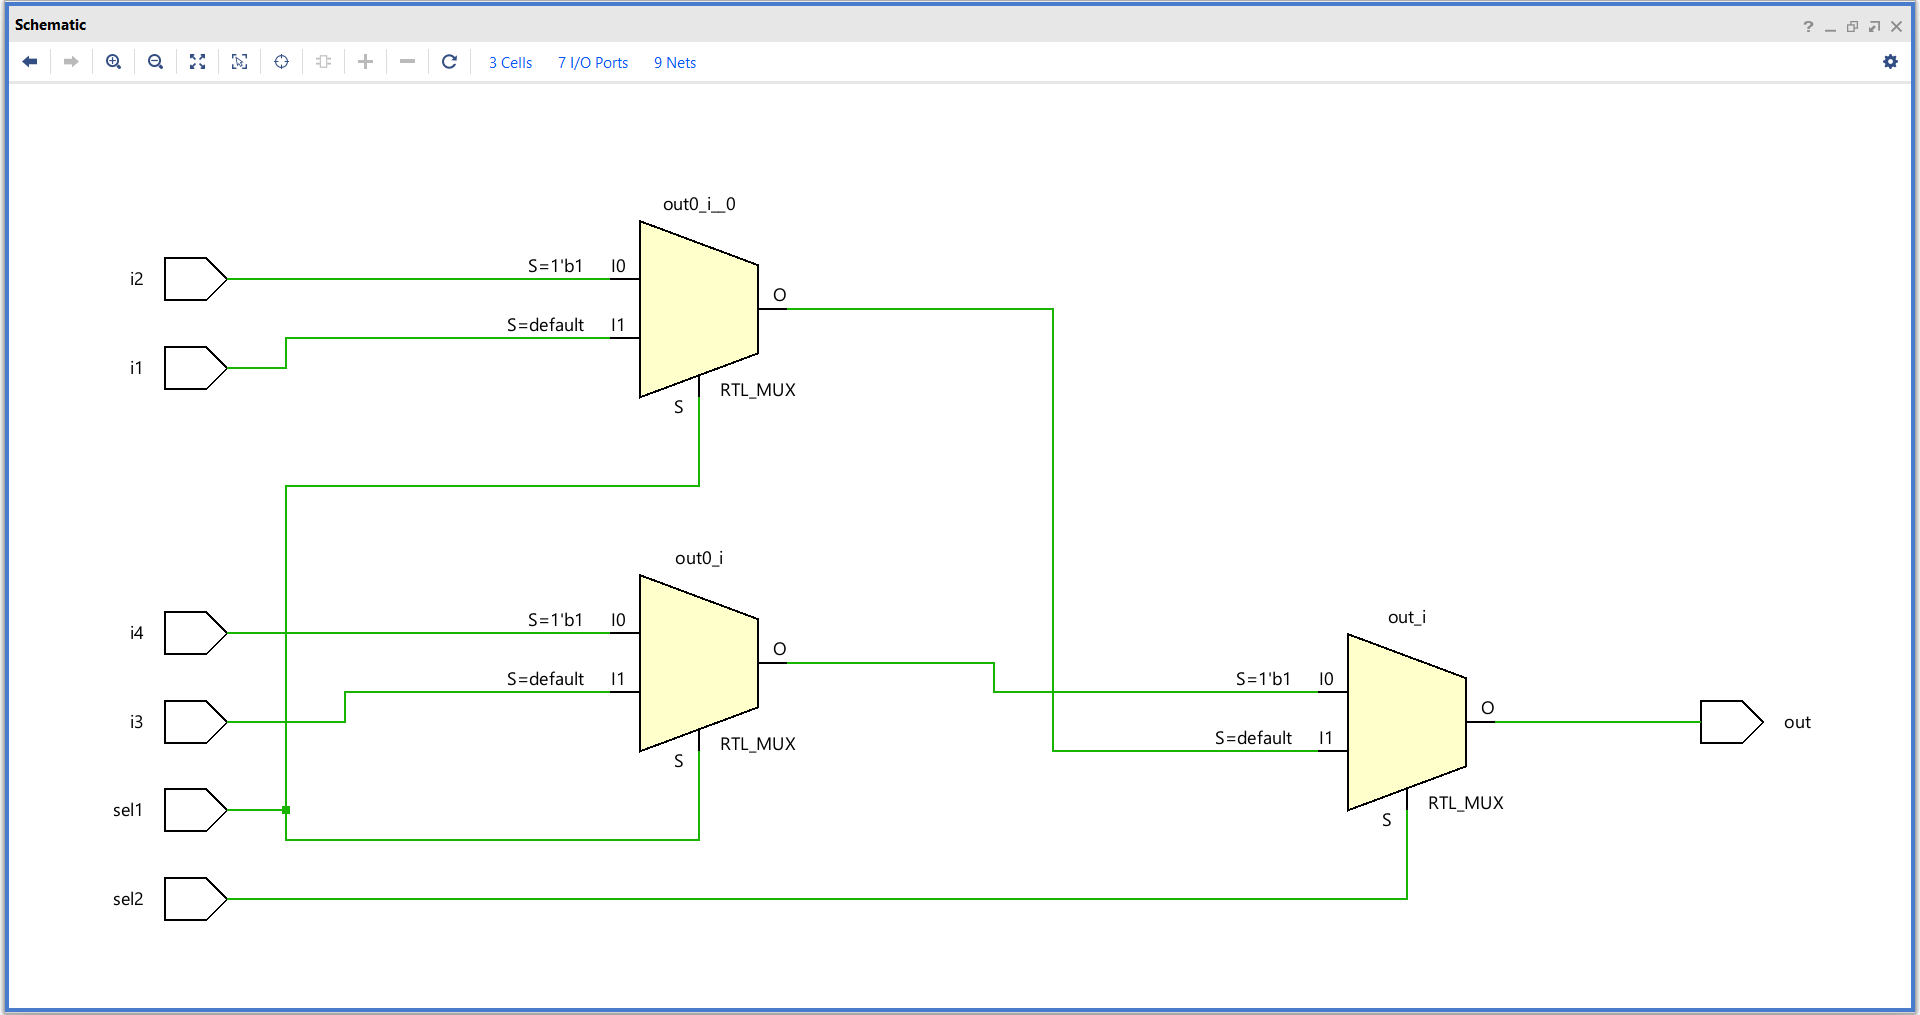 Schematic
3 Cells 7 I/O Ports 9 Nets
out0_i__0
i2 S=1'b1 I0
O
i1 S=default I1
RTL_MUX
S
out0_i
i4 S=1'b1 I0
O
i3 S=default I1
RTL_MUX
S
out_i
S=1'b1 I0
O
out
S=default I1
RTL_MUX
S
sel1
sel2